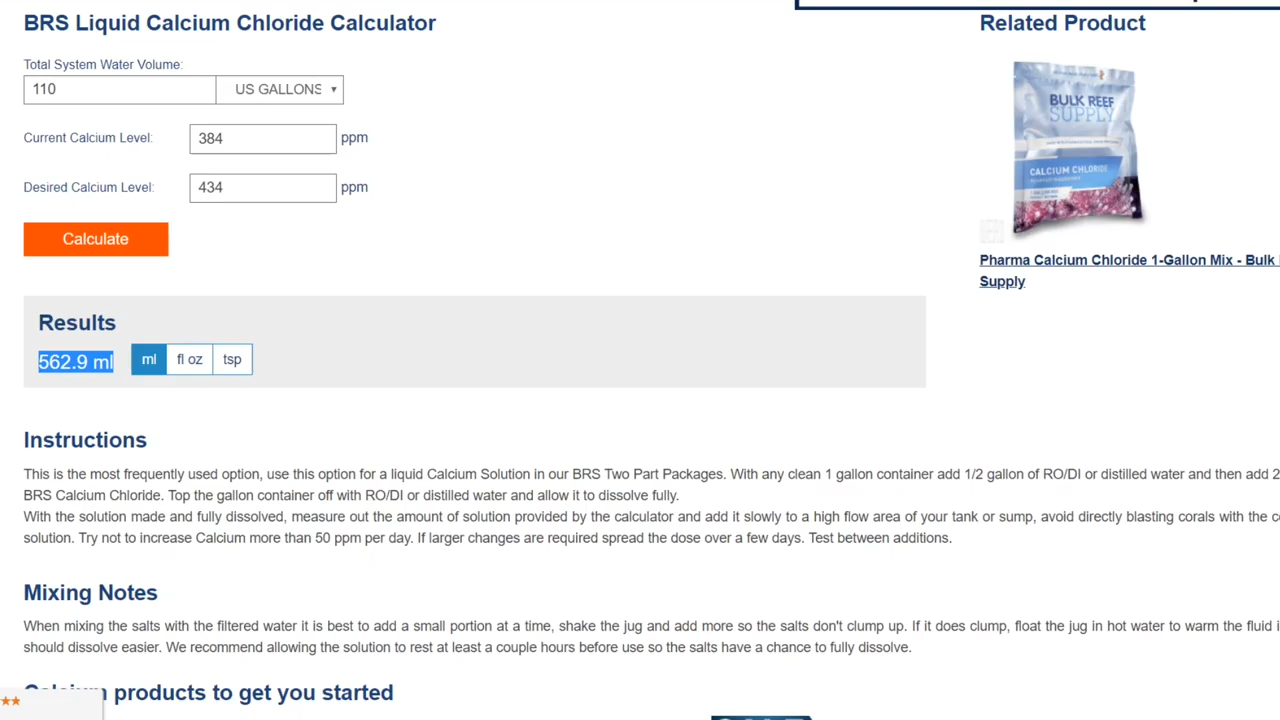 BRS Liquid Calcium Chloride Calculator
Related Product
Total System Water Volume:
110 US GALLONS
Current Calcium Level: 384 ppm
Desired Calcium Level: 434 ppm
Calculate
BULK REEF
SUPPLY
CALCIUM CHLORIDE
Pharma Calcium Chloride 1-Gallon Mix - Bulk
Supply
Results
562.9 ml ml fl oz tsp
Instructions
This is the most frequently used option, use this option for a liquid Calcium Solution in our BRS Two Part Packages. With any clean 1 gallon container add 1/2 gallon of RO/DI or distilled water and then add 2
BRS Calcium Chloride. Top the gallon container off with RO/DI or distilled water and allow it to dissolve fully.
With the solution made and fully dissolved, measure out the amount of solution provided by the calculator and add it slowly to a high flow area of your tank or sump, avoid directly blasting corals with the
solution. Try not to increase Calcium more than 50 ppm per day. If larger changes are required spread the dose over a few days. Test between additions.
Mixing Notes
When mixing the salts with the filtered water it is best to add a small portion at a time, shake the jug and add more so the salts don't clump up. If it does clump, float the jug in hot water to warm the fluid
should dissolve easier. We recommend allowing the solution to rest at least a couple hours before use so the salts have a chance to fully dissolve.
Calcium products to get you started